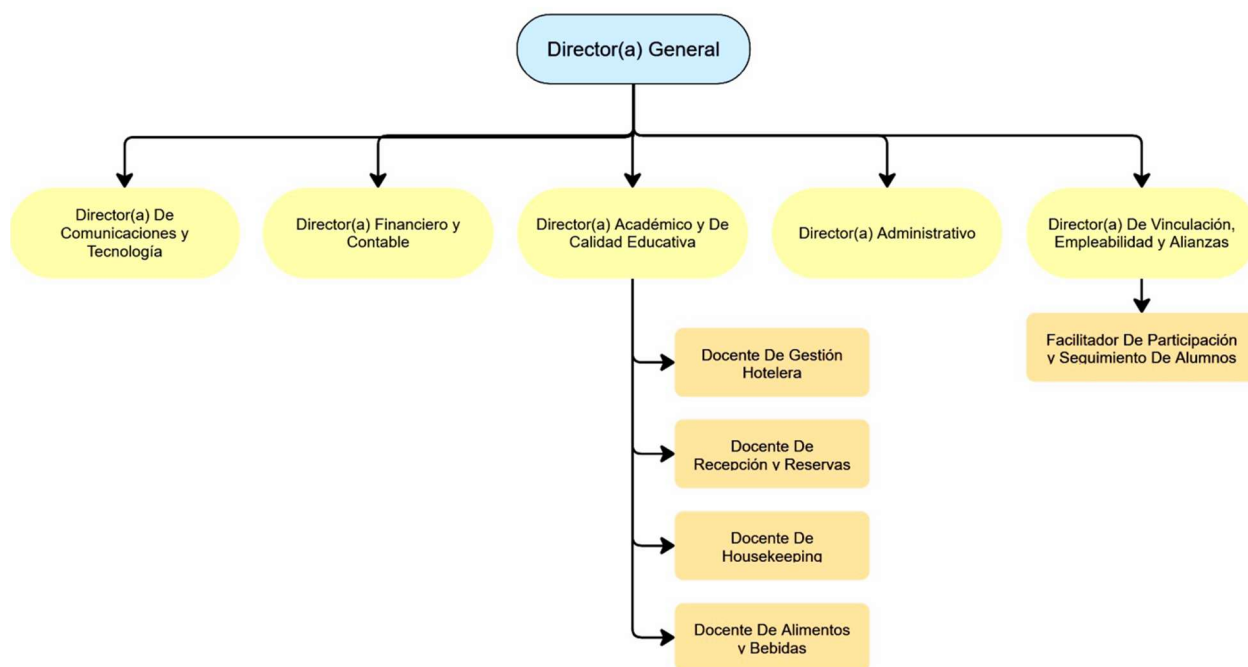 Director(a) General
Director(a) De
Comunicaciones y
Tecnología
Director(a) Financiero y
Contable
Director(a) Académico y De
Calidad Educativa
Director(a) Administrativo
Director(a) De Vinculación,
Empleabilidad y Alianzas
Facilitador De Participación
y Seguimiento De Alumnos
Docente De Gestión
Hotelera
Docente De
Recepción y Reservas
Docente De
Housekeeping
Docente De Alimentos
y Bebidas